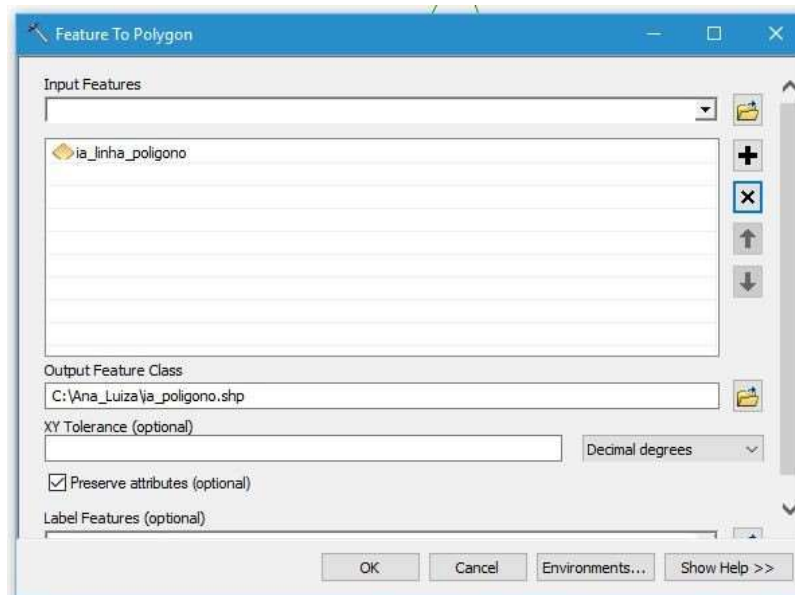 Feature To Polygon
Input Features
ia_linha_poligono
Output Feature Class
C:\Ana_Luiza\ia_poligono.shp
XY Tolerance (optional)
Decimal degrees
Preserve attributes (optional)
Label Features (optional)
OK Cancel Environments... Show Help >>